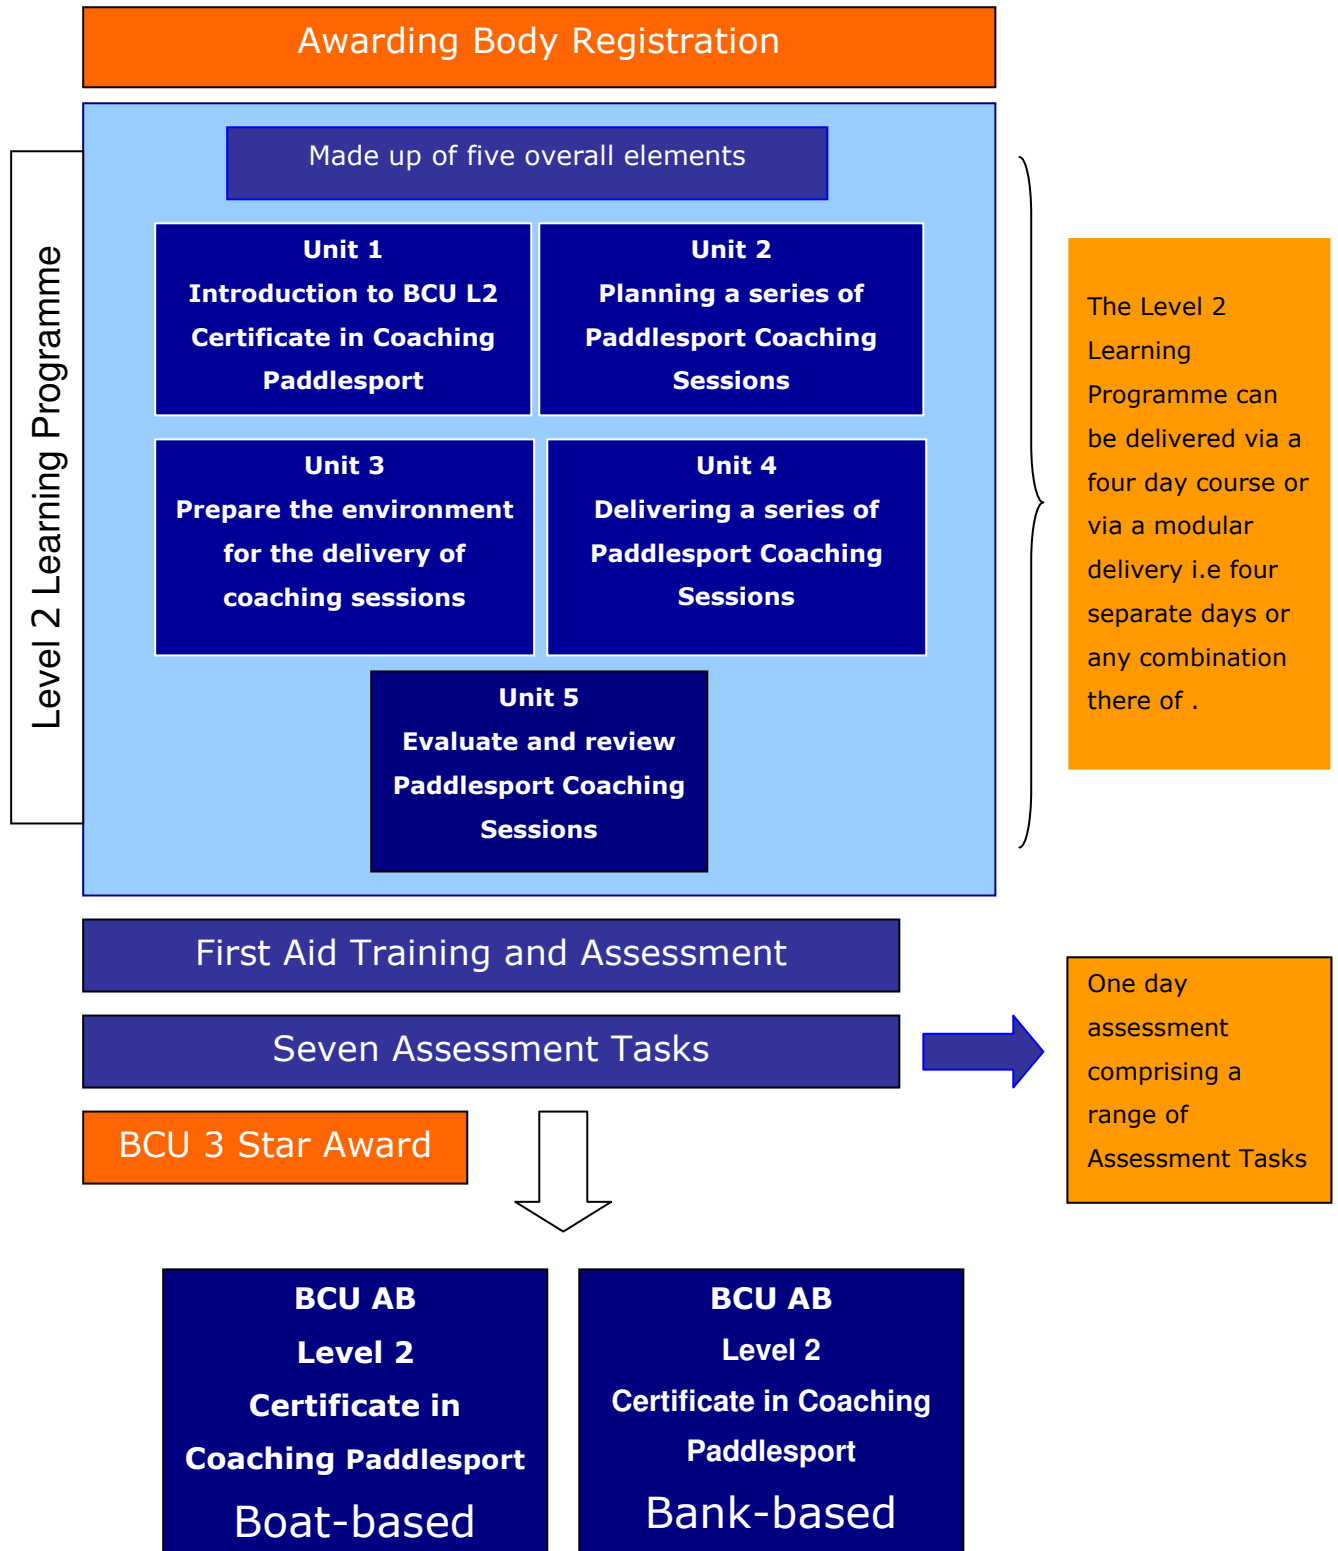 Awarding Body Registration
Level 2 Learning Programme
Made up of five overall elements
Unit 1
Introduction to BCU L2
Certificate in Coaching
Paddlesport
Unit 2
Planning a series of
Paddlesport Coaching
Sessions
Unit 3
Prepare the environment
for the delivery of
coaching sessions
Unit 4
Delivering a series of
Paddlesport Coaching
Sessions
Unit 5
Evaluate and review
Paddlesport Coaching
Sessions
The Level 2
Learning
Programme can
be delivered via a
four day course or
via a modular
delivery i.e four
separate days or
any combination
there of .
First Aid Training and Assessment
Seven Assessment Tasks
One day
assessment
comprising a
range of
Assessment Tasks
BCU 3 Star Award
BCU AB
Level 2
Certificate in
Coaching Paddlesport
Boat-based
BCU AB
Level 2
Certificate in Coaching
Paddlesport
Bank-based